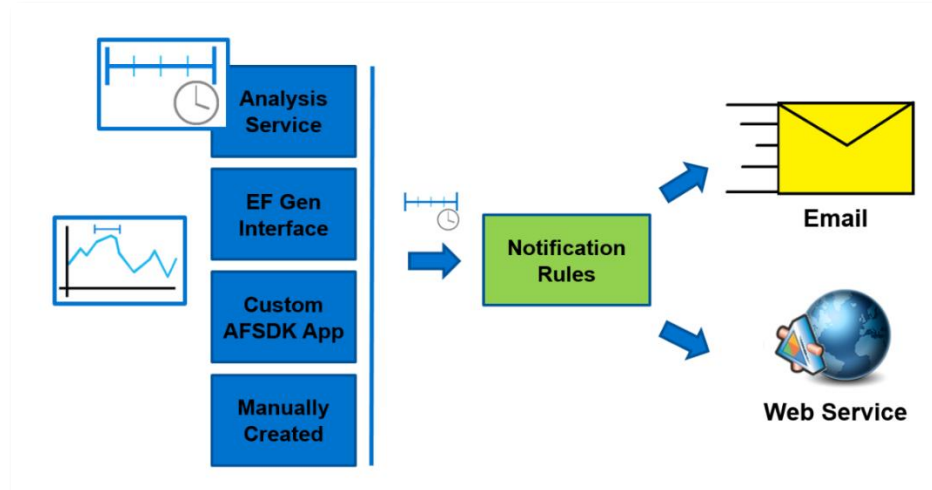 Analysis
Service
EF Gen
Interface
Custom
AFSDK App
Manually
Created
Notification
Rules
Email
Web Service